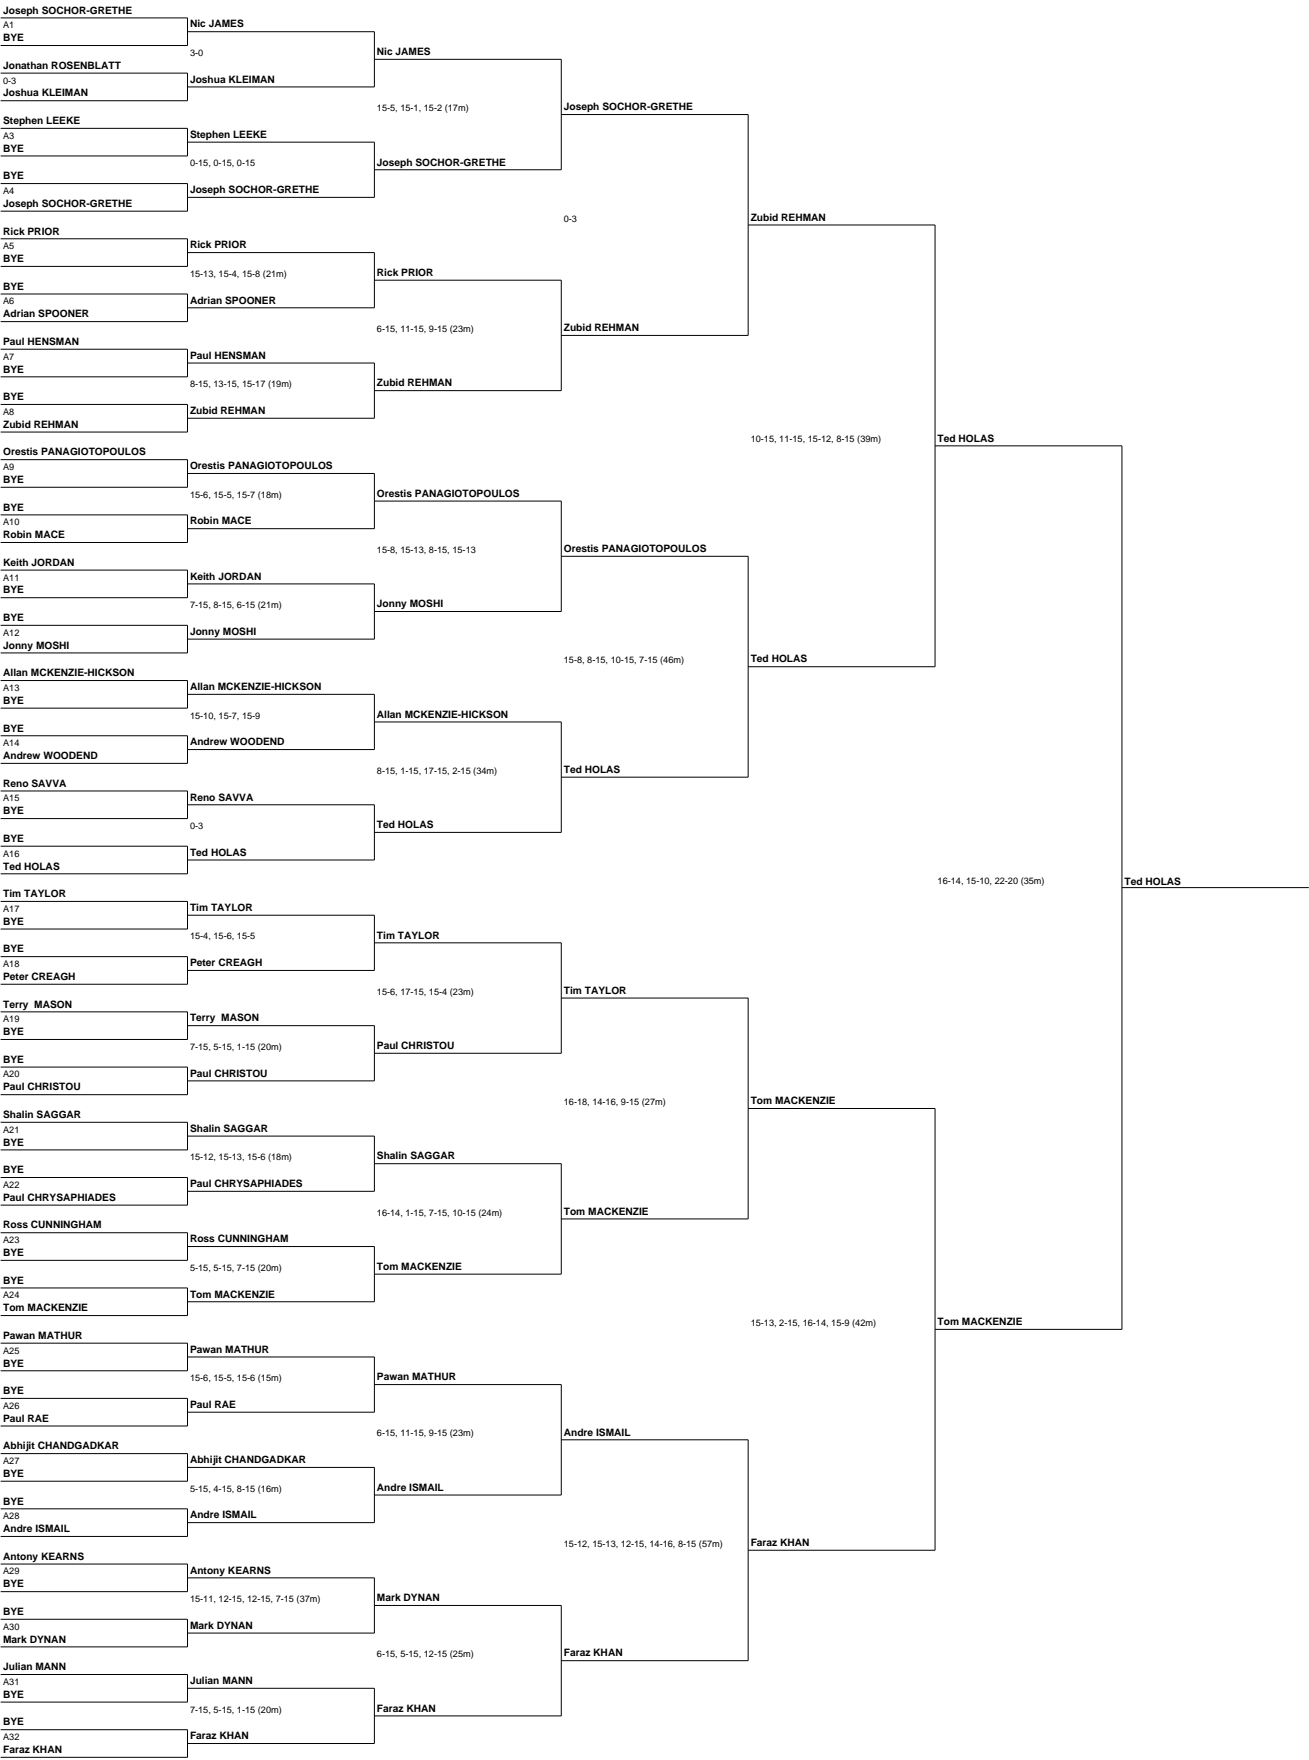 Joseph SOCHOR-GRETHE
A1
BYE
Jonathan ROSENBLATT
0-3
Joshua KLEIMAN
Stephen LEEKE
A3
BYE
BYE
A4
Joseph SOCHOR-GRETHE
Rick PRIOR
A5
BYE
BYE
A6
Adrian SPOONER
Paul HENSMAN
A7
BYE
BYE
A8
Zubid REHMAN
Orestis PANAGIOTOPOULOS
A9
BYE
BYE
A10
Robin MACE
Keith JORDAN
A11
BYE
BYE
A12
Jonny MOSHI
Allan MCKENZIE-HICKSON
A13
BYE
BYE
A14
Andrew WOODEND
Reno SAVVA
A15
BYE
BYE
A16
Ted HOLAS
Tim TAYLOR
A17
BYE
BYE
A18
Peter CREAGH
Terry  MASON
A19
BYE
BYE
A20
Paul CHRISTOU
Shalin SAGGAR
A21
BYE
BYE
A22
Paul CHRYSAPHIADES
Ross CUNNINGHAM
A23
BYE
BYE
A24
Tom MACKENZIE
Pawan MATHUR
A25
BYE
BYE
A26
Paul RAE
Abhijit CHANDGADKAR
A27
BYE
BYE
A28
Andre ISMAIL
Antony KEARNS
A29
BYE
BYE
A30
Mark DYNAN
Julian MANN
A31
BYE
BYE
A32
Faraz KHAN
Nic JAMES
3-0
Joshua KLEIMAN
Stephen LEEKE
0-15, 0-15, 0-15
Joseph SOCHOR-GRETHE
Rick PRIOR
15-13, 15-4, 15-8 (21m)
Adrian SPOONER
Paul HENSMAN
8-15, 13-15, 15-17 (19m)
Zubid REHMAN
Orestis PANAGIOTOPOULOS
15-6, 15-5, 15-7 (18m)
Robin MACE
Keith JORDAN
7-15, 8-15, 6-15 (21m)
Jonny MOSHI
Allan MCKENZIE-HICKSON
15-10, 15-7, 15-9
Andrew WOODEND
Reno SAVVA
0-3
Ted HOLAS
Tim TAYLOR
15-4, 15-6, 15-5
Peter CREAGH
Terry  MASON
7-15, 5-15, 1-15 (20m)
Paul CHRISTOU
Shalin SAGGAR
15-12, 15-13, 15-6 (18m)
Paul CHRYSAPHIADES
Ross CUNNINGHAM
5-15, 5-15, 7-15 (20m)
Tom MACKENZIE
Pawan MATHUR
15-6, 15-5, 15-6 (15m)
Paul RAE
Abhijit CHANDGADKAR
5-15, 4-15, 8-15 (16m)
Andre ISMAIL
Antony KEARNS
15-11, 12-15, 12-15, 7-15 (37m)
Mark DYNAN
Julian MANN
7-15, 5-15, 1-15 (20m)
Faraz KHAN
Nic JAMES
15-5, 15-1, 15-2 (17m)
Joseph SOCHOR-GRETHE
Rick PRIOR
6-15, 11-15, 9-15 (23m)
Zubid REHMAN
Orestis PANAGIOTOPOULOS
15-8, 15-13, 8-15, 15-13
Jonny MOSHI
Allan MCKENZIE-HICKSON
8-15, 1-15, 17-15, 2-15 (34m)
Ted HOLAS
Tim TAYLOR
15-6, 17-15, 15-4 (23m)
Paul CHRISTOU
Shalin SAGGAR
16-14, 1-15, 7-15, 10-15 (24m)
Tom MACKENZIE
Pawan MATHUR
6-15, 11-15, 9-15 (23m)
Andre ISMAIL
Mark DYNAN
6-15, 5-15, 12-15 (25m)
Faraz KHAN
Joseph SOCHOR-GRETHE
0-3
Zubid REHMAN
Orestis PANAGIOTOPOULOS
15-8, 8-15, 10-15, 7-15 (46m)
Ted HOLAS
Tim TAYLOR
16-18, 14-16, 9-15 (27m)
Tom MACKENZIE
Andre ISMAIL
15-12, 15-13, 12-15, 14-16, 8-15 (57m)
Faraz KHAN
Zubid REHMAN
10-15, 11-15, 15-12, 8-15 (39m)
Ted HOLAS
Tom MACKENZIE
15-13, 2-15, 16-14, 15-9 (42m)
Faraz KHAN
Ted HOLAS
16-14, 15-10, 22-20 (35m)
Tom MACKENZIE
Ted HOLAS